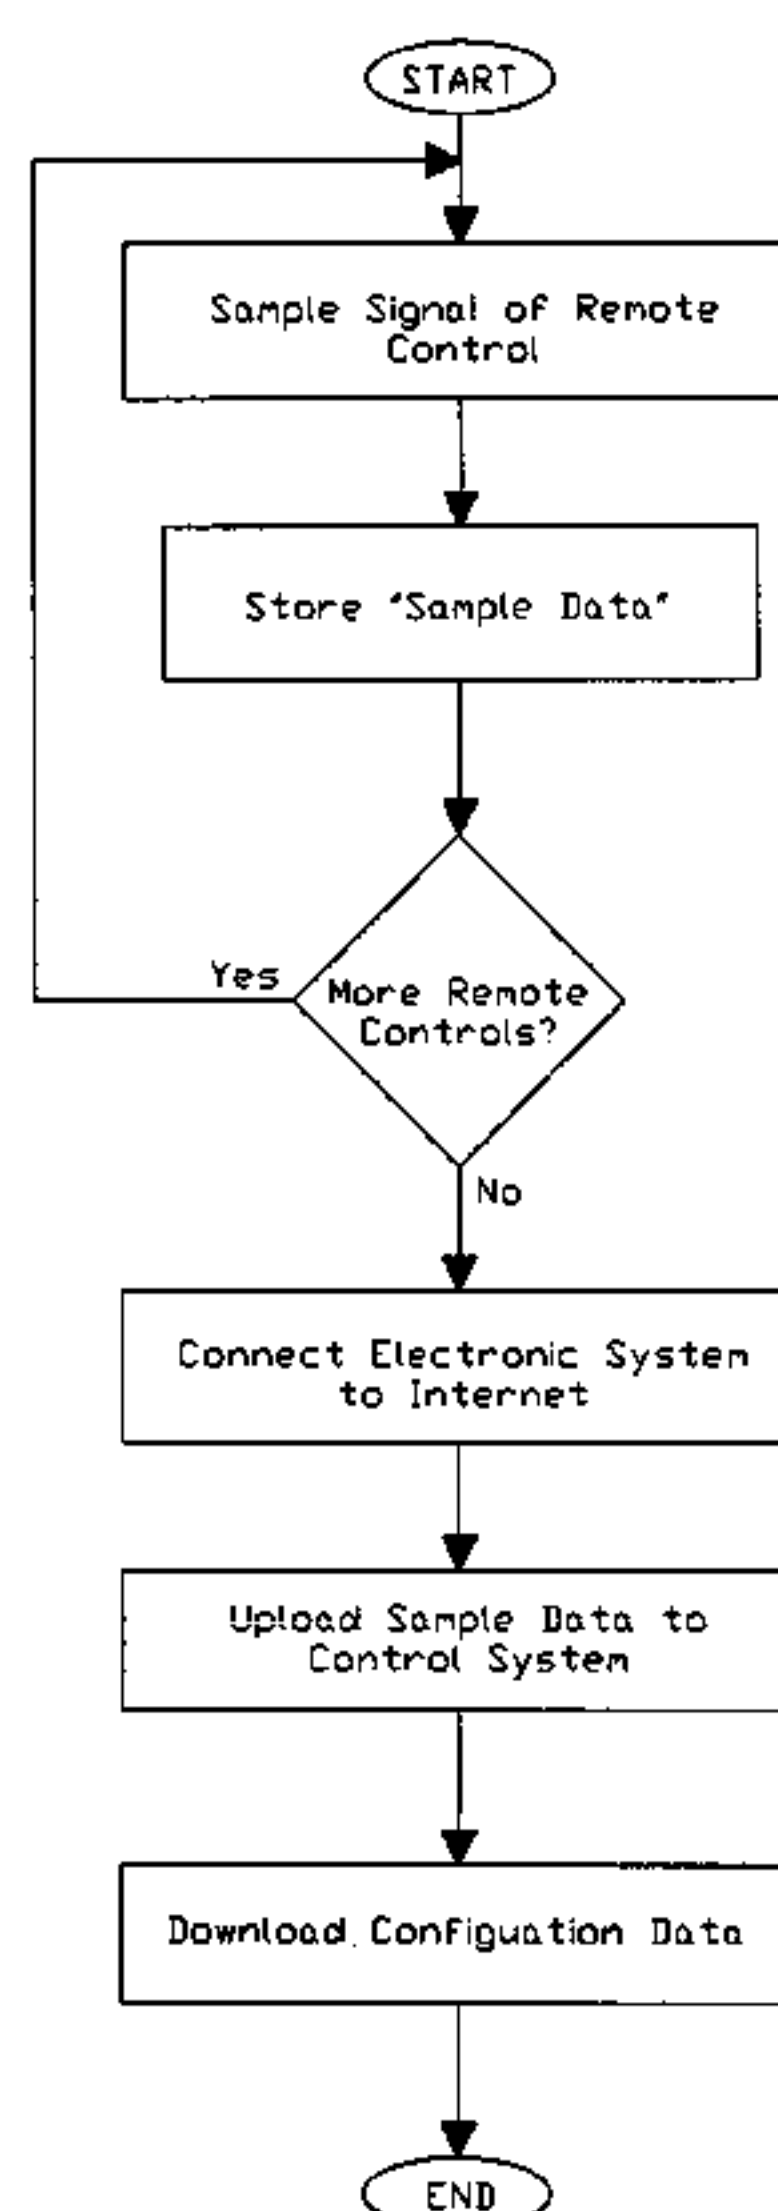 START
Sample Signal of Remote
Control
Store "Sample Data"
Yes
More Remote
Controls?
No
Connect Electronic System
to Internet
Upload Sample Data to
Control System
Download Configuation Data
END